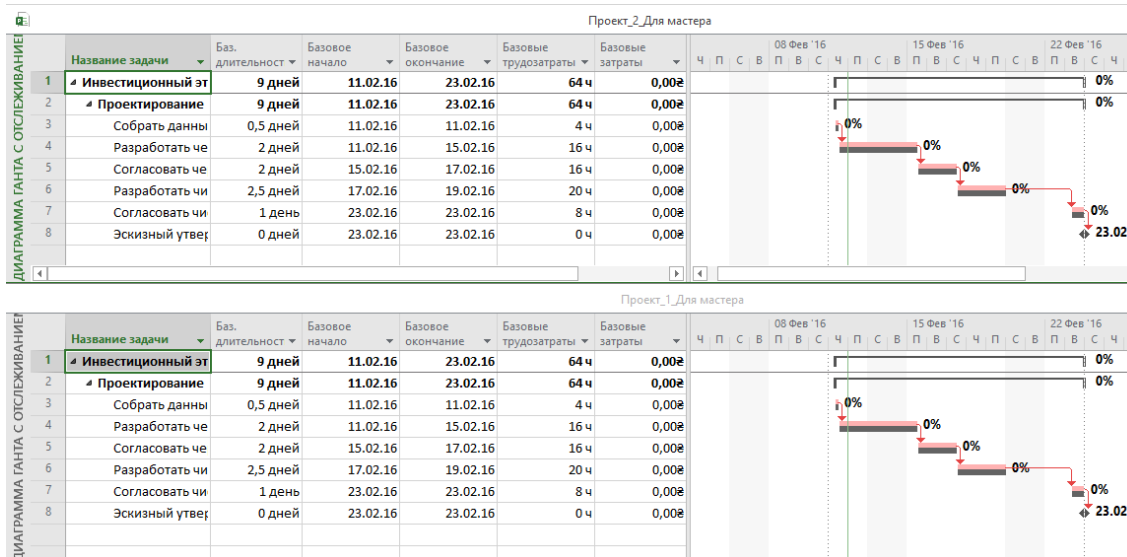 Проект_2_Для мастера
ДИАГРАММА ГАНТА С ОТСЛЕЖИВАНИЕМ
Название задачи Баз. длительност Базовое начало Базовое окончание Базовые трудозатраты Базовые затраты
08 Фев '16 15 Фев '16 22 Фев '16
Ч П С В П В С Ч П С В П В С Ч П С В П В С Ч
1 Инвестиционный эт 9 дней 11.02.16 23.02.16 64 ч 0,00₴ 0%
2 Проектирование 9 дней 11.02.16 23.02.16 64 ч 0,00₴ 0%
3 Собрать данны 0,5 дней 11.02.16 11.02.16 4 ч 0,00₴ 0%
4 Разработать че 2 дней 11.02.16 15.02.16 16 ч 0,00₴ 0%
5 Согласовать че 2 дней 15.02.16 17.02.16 16 ч 0,00₴ 0%
6 Разработать чи 2,5 дней 17.02.16 19.02.16 20 ч 0,00₴ 0%
7 Согласовать чи 1 день 23.02.16 23.02.16 8 ч 0,00₴ 0%
8 Эскизный утвер 0 дней 23.02.16 23.02.16 0 ч 0,00₴ 23.02
Проект_1_Для мастера
ДИАГРАММА ГАНТА С ОТСЛЕЖИВАНИЕМ
Название задачи Баз. длительност Базовое начало Базовое окончание Базовые трудозатраты Базовые затраты
08 Фев '16 15 Фев '16 22 Фев '16
Ч П С В П В С Ч П С В П В С Ч П С В П В С Ч
1 Инвестиционный эт 9 дней 11.02.16 23.02.16 64 ч 0,00₴ 0%
2 Проектирование 9 дней 11.02.16 23.02.16 64 ч 0,00₴ 0%
3 Собрать данны 0,5 дней 11.02.16 11.02.16 4 ч 0,00₴ 0%
4 Разработать че 2 дней 11.02.16 15.02.16 16 ч 0,00₴ 0%
5 Согласовать че 2 дней 15.02.16 17.02.16 16 ч 0,00₴ 0%
6 Разработать чи 2,5 дней 17.02.16 19.02.16 20 ч 0,00₴ 0%
7 Согласовать чи 1 день 23.02.16 23.02.16 8 ч 0,00₴ 0%
8 Эскизный утвер 0 дней 23.02.16 23.02.16 0 ч 0,00₴ 23.02